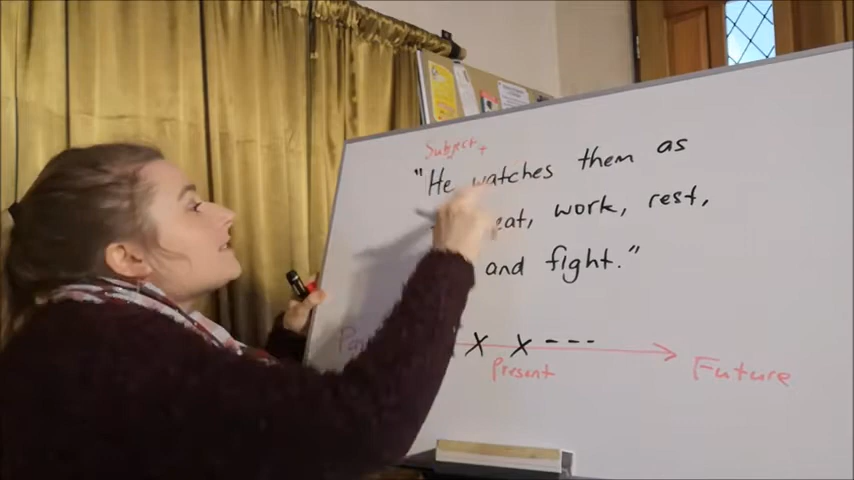 Subject +
"He watches them as
eat, work, rest,
and fight."
X X ---
Present
Future